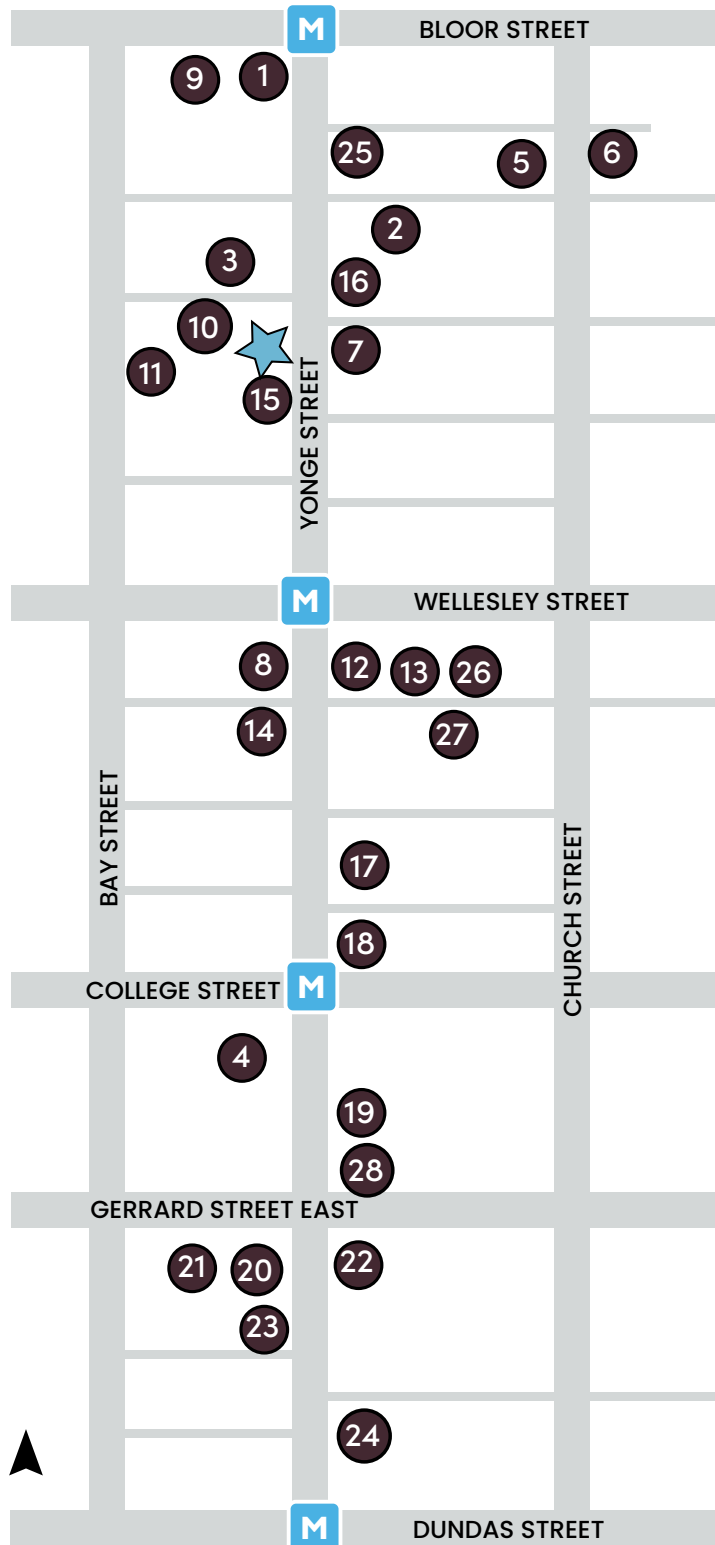 M
BLOOR STREET
9
1
25
5
6
2
3
16
10
7
11
15
YONGE STREET
M
WELLESLEY STREET
8
12
13
26
14
27
BAY STREET
17
CHURCH STREET
18
COLLEGE STREET
M
4
19
28
GERRARD STREET EAST
21
20
22
23
24
M
DUNDAS STREET